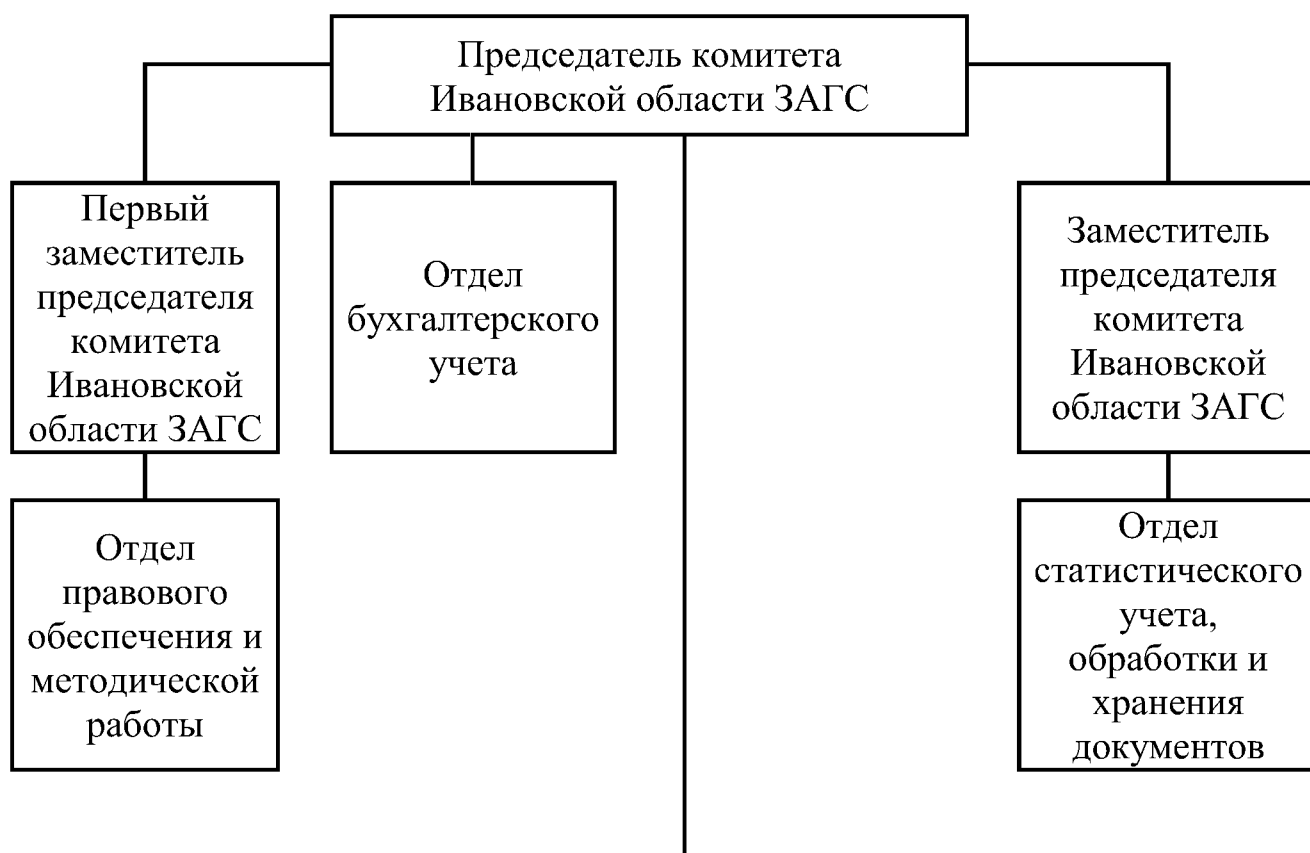 Председатель комитета
Ивановской области ЗАГС
Первый
заместитель
председателя
комитета
Ивановской
области ЗАГС
Отдел
бухгалтерского
учета
Заместитель
председателя
комитета
Ивановской
области ЗАГС
Отдел
правового
обеспечения и
методической
работы
Отдел
статистического
учета,
обработки и
хранения
документов